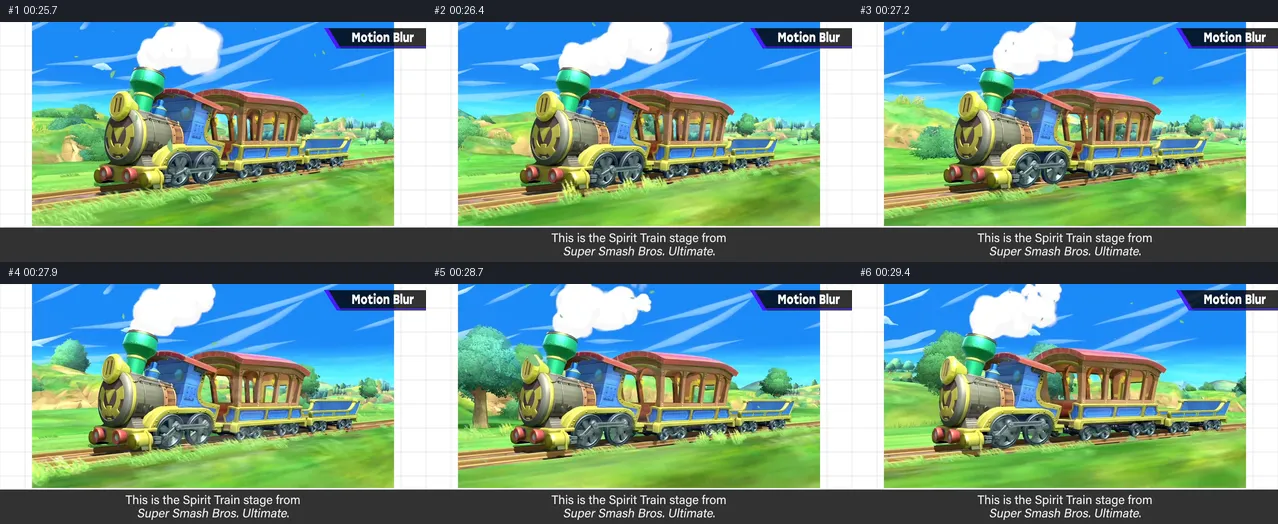 #1 00:25.7
Motion Blur
#2 00:26.4
Motion Blur
This is the Spirit Train stage from
Super Smash Bros. Ultimate.
#3 00:27.2
Motion Blur
This is the Spirit Train stage from
Super Smash Bros. Ultimate.
#4 00:27.9
Motion Blur
This is the Spirit Train stage from
Super Smash Bros. Ultimate.
#5 00:28.7
Motion Blur
This is the Spirit Train stage from
Super Smash Bros. Ultimate.
#6 00:29.4
Motion Blur
This is the Spirit Train stage from
Super Smash Bros. Ultimate.